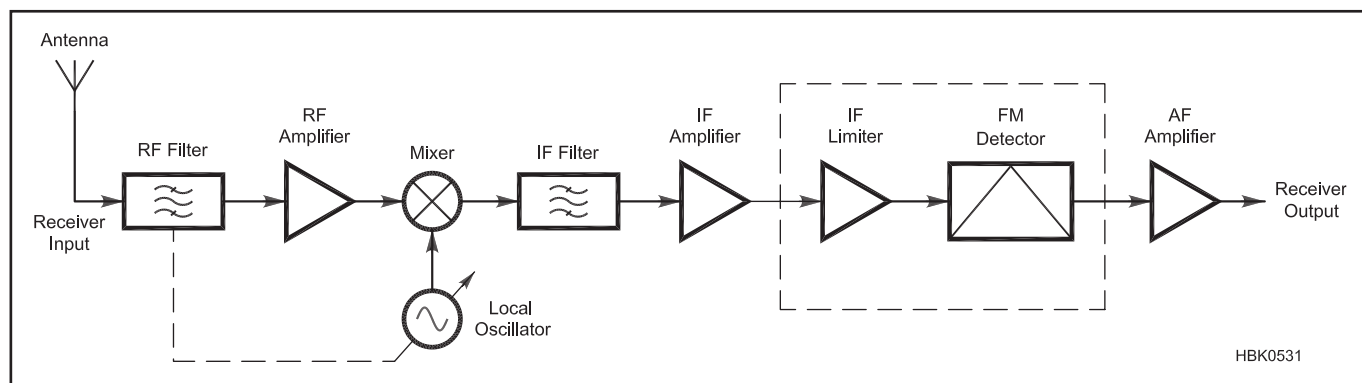 Antenna
Receiver
Input
RF Filter
RF
Amplifier
Mixer
Local
Oscillator
IF Filter
IF
Amplifier
IF
Limiter
FM
Detector
AF
Amplifier
Receiver
Output
HBK0531